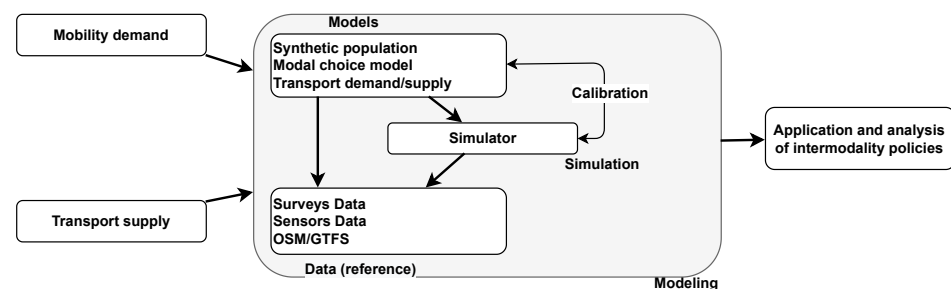 Models
Mobility demand
Synthetic population
Modal choice model
Transport demand/supply
Calibration
Simulator
Simulation
Application and analysis
of intermodality policies
Surveys Data
Sensors Data
OSM/GTFS
Transport supply
Data (reference)
Modeling